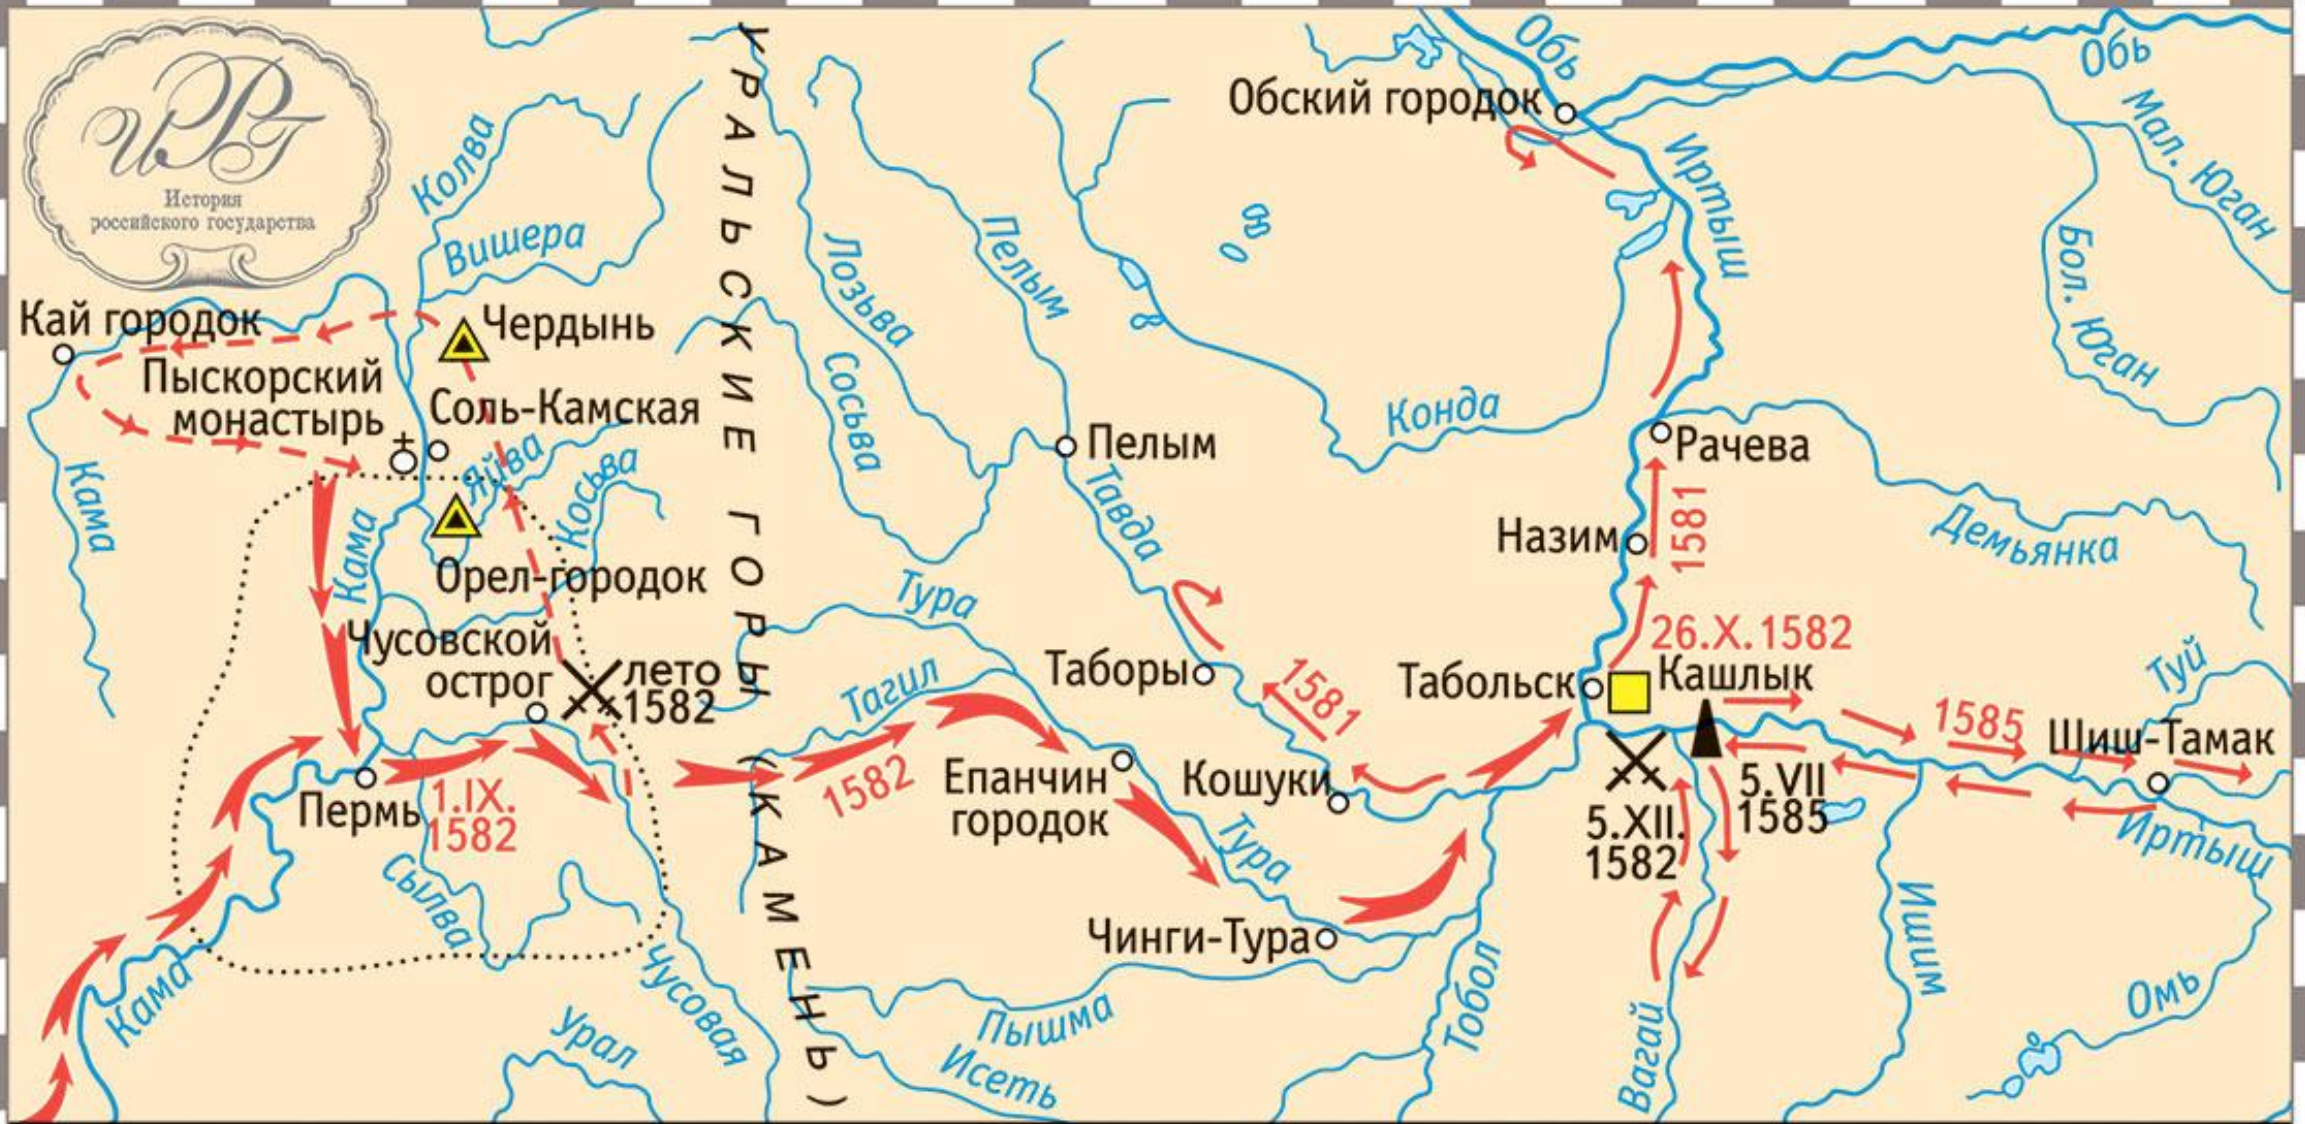 ИРГ
История
российского государства
УРАЛЬСКИЕ ГОРЫ (КАМЕНЬ)
Обь
Обь
Обский городок
Мал. Юган
Колва
Иртыш
Вишера
Пелым
Лозьва
Бол. Юган
Кай городок
Чердынь
Пыскорский
монастырь
Соль-Камская
Сосьва
Конда
Пелым
Рачева
Яйва
Косьва
Кама
Тавда
Назим
1581
Демьянка
Кама
Орел-городок
Тура
Чусовской
острог
лето
1582
Тагил
Таборы
1581
Табольск
26.X.1582
Кашлык
Туй
1585
Шиш-Тамак
Пермь
1.IX.
1582
1582
Епанчин
городок
Кошуки
Тура
5.XII.
1582
5.VII
1585
Иртыш
Сылва
Чинги-Тура
Ишим
Кама
Чусовая
Урал
Пышма
Исеть
Тобол
Вагай
Омь